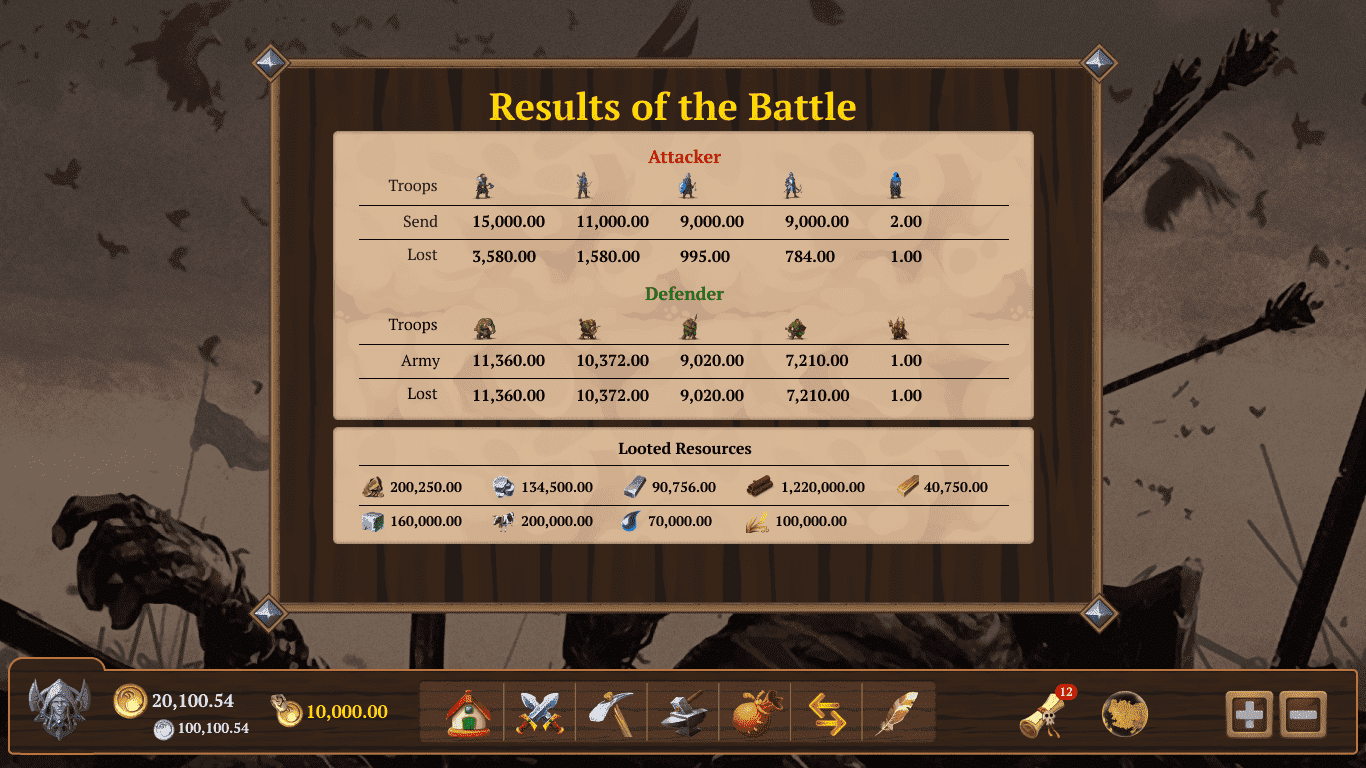 Results of the Battle
Attacker
Troops
Send 15,000.00 11,000.00 9,000.00 9,000.00 2.00
Lost 3,580.00 1,580.00 995.00 784.00 1.00
Defender
Troops
Army 11,360.00 10,372.00 9,020.00 7,210.00 1.00
Lost 11,360.00 10,372.00 9,020.00 7,210.00 1.00
Looted Resources
200,250.00 134,500.00 90,756.00 1,220,000.00 40,750.00
160,000.00 200,000.00 70,000.00 100,000.00
20,100.54
100,100.54
10,000.00
12